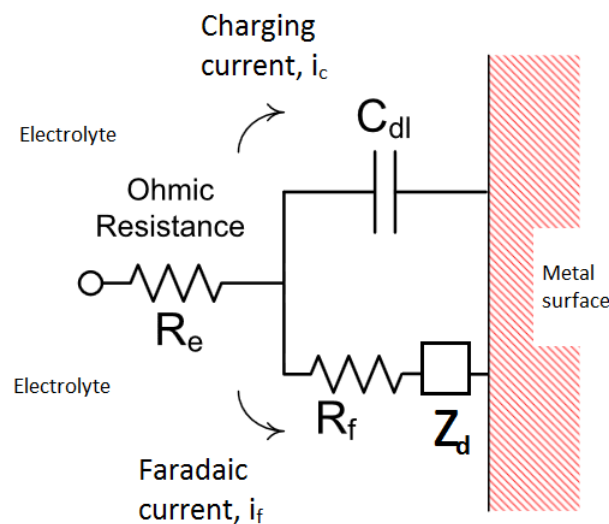 Charging
current, ic
Electrolyte
Cdl
Ohmic
Resistance
Metal
surface
Re
Electrolyte
Rf
Zd
Faradaic
current, if